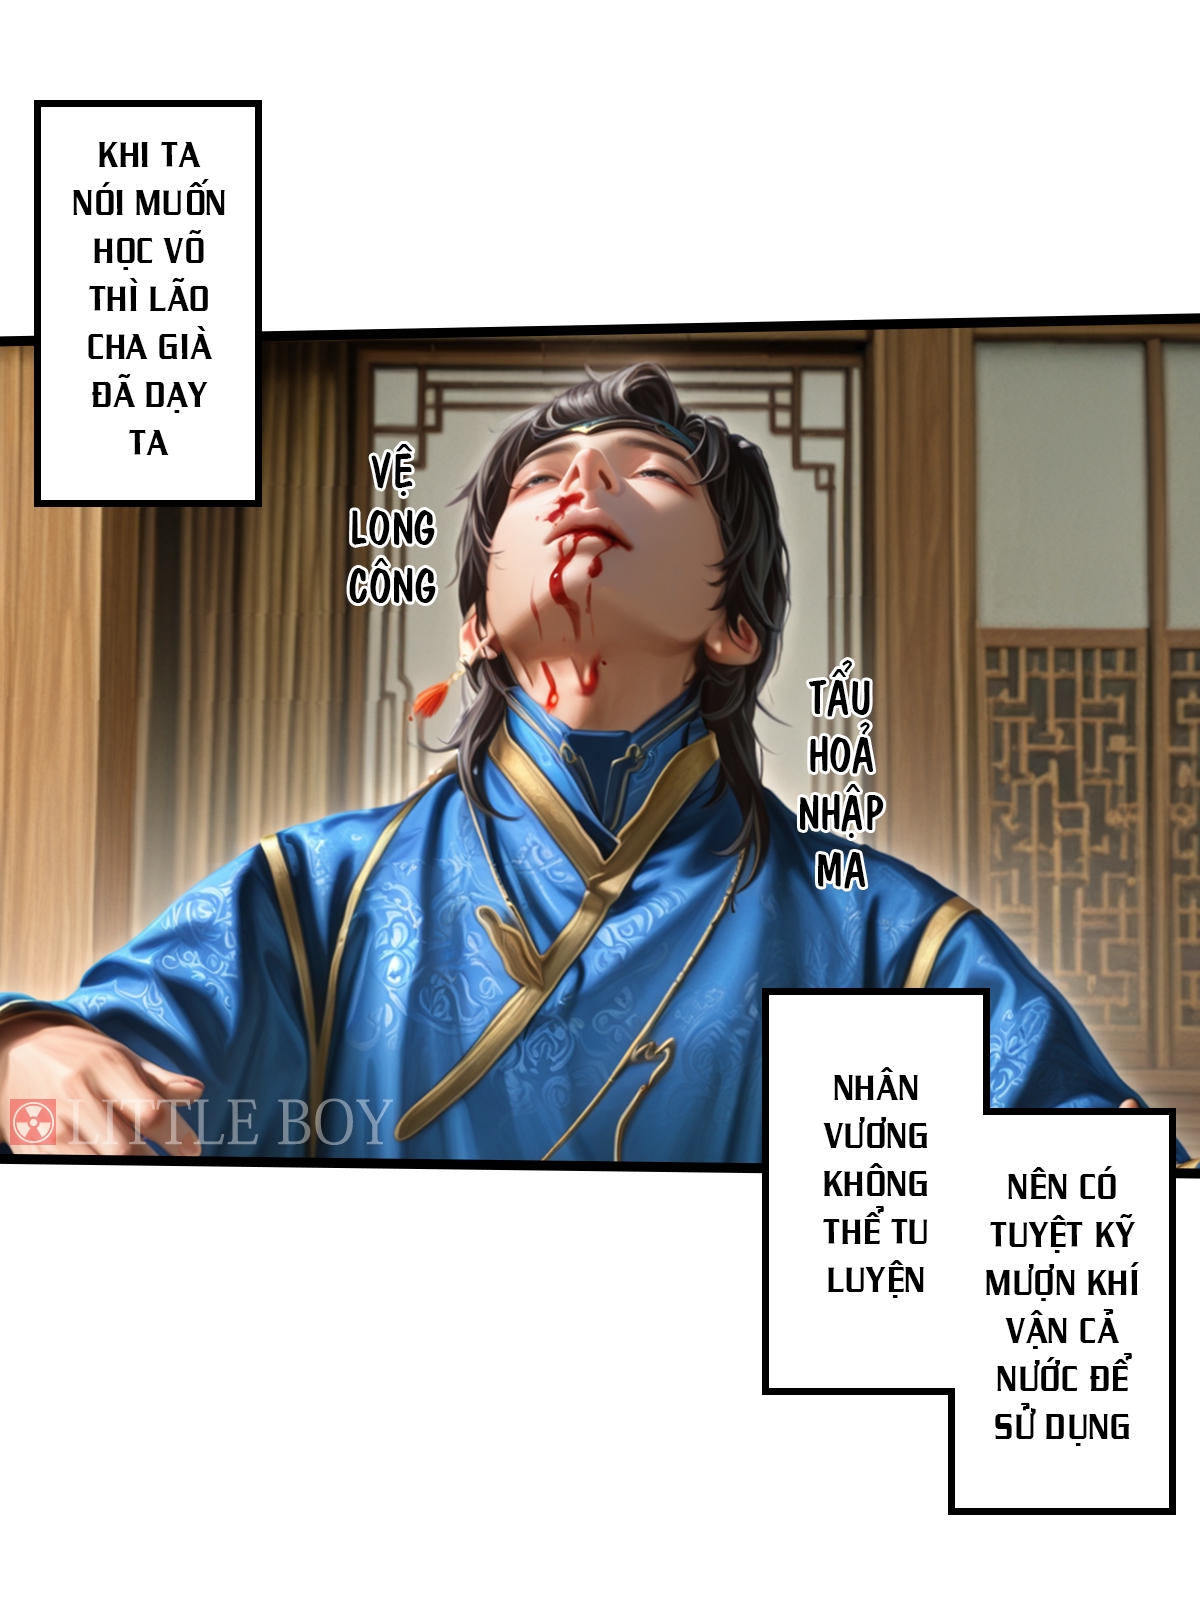 KHI TA
NÓI MUỐN
HỌC VÕ
THÌ LÃO
CHA GIÀ
ĐÃ DẠY
TA
VỆ
LONG
CÔNG
TẨU
HOẢ
NHẬP
MA
NHÂN
VƯƠNG
KHÔNG
THỂ TU
LUYỆN
NÊN CÓ
TUYỆT KỸ
MƯỢN KHÍ
VẬN CẢ
NƯỚC ĐỂ
SỬ DỤNG
LITTLE BOY